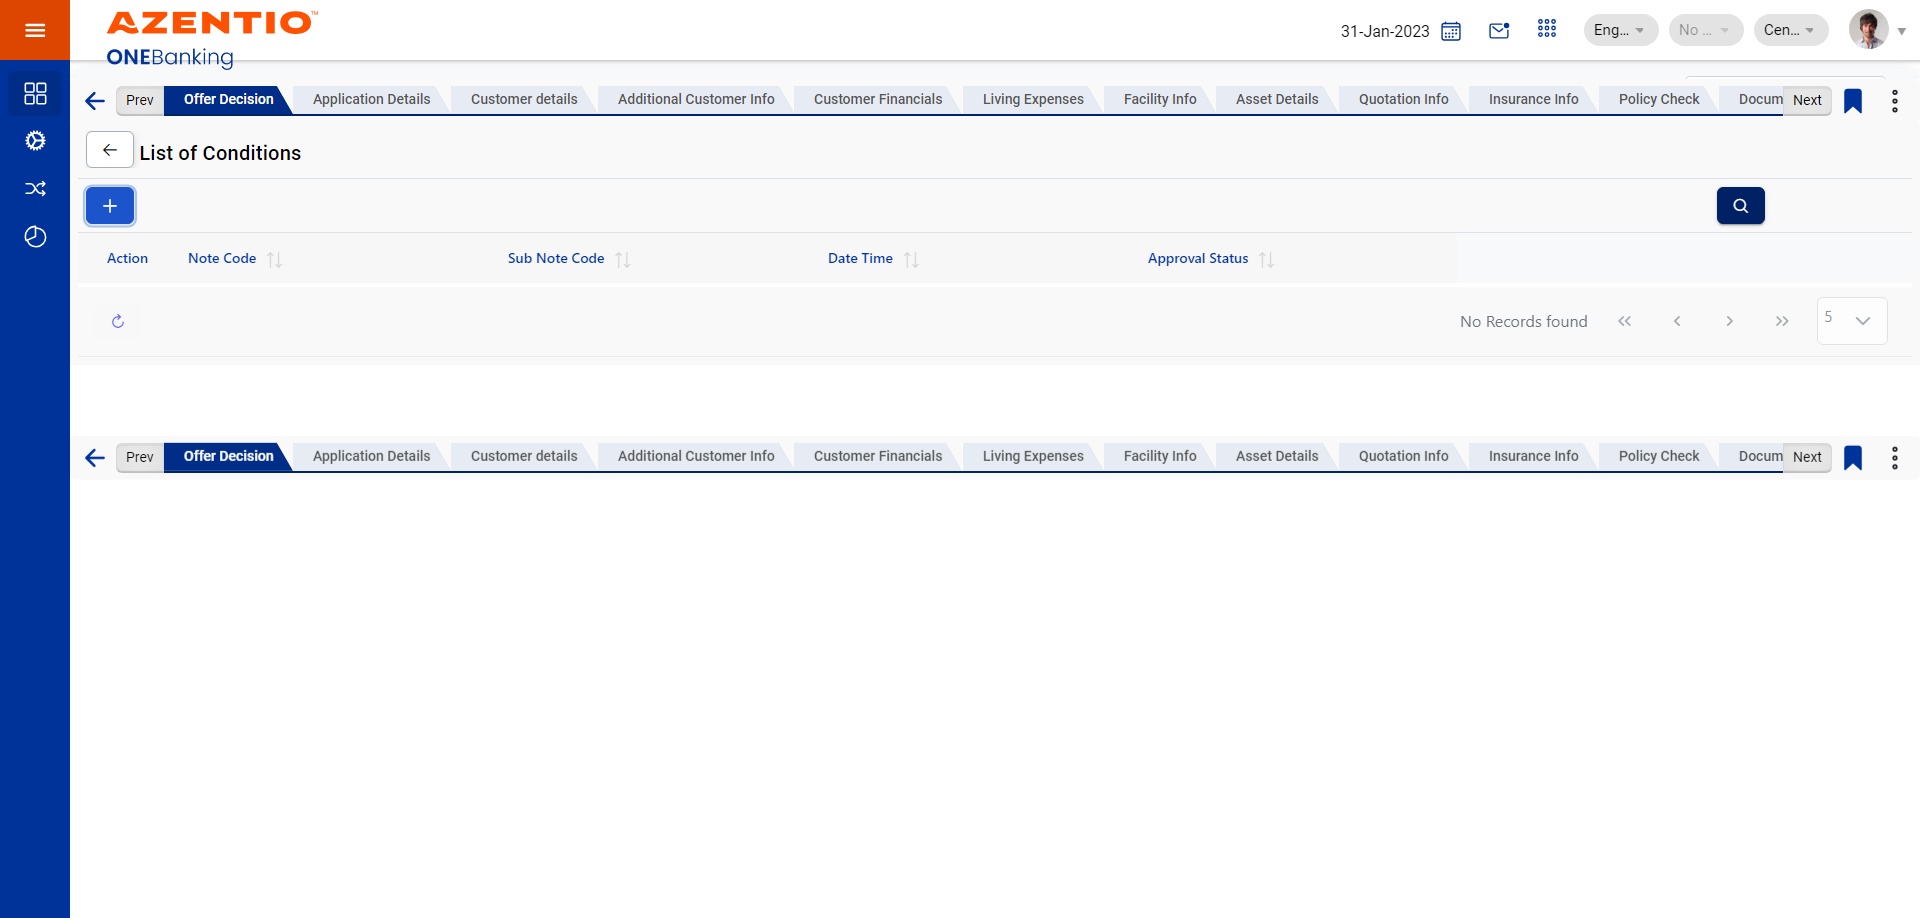 AZENTIO™
ONEBanking
31-Jan-2023
Eng...
No ...
Cen...
Prev
Offer Decision
Application Details
Customer details
Additional Customer Info
Customer Financials
Living Expenses
Facility Info
Asset Details
Quotation Info
Insurance Info
Policy Check
Docum
Next
List of Conditions
Action
Note Code
Sub Note Code
Date Time
Approval Status
No Records found
5
Prev
Offer Decision
Application Details
Customer details
Additional Customer Info
Customer Financials
Living Expenses
Facility Info
Asset Details
Quotation Info
Insurance Info
Policy Check
Docum
Next